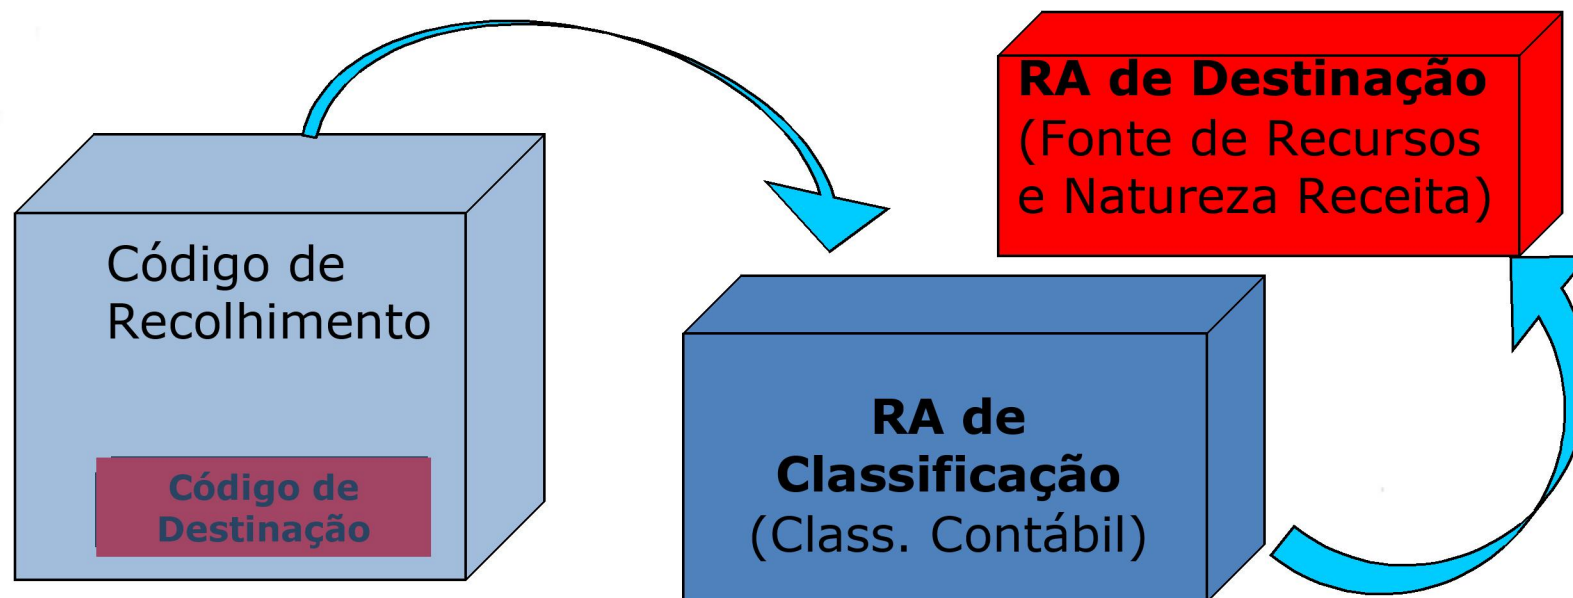 Código de
Recolhimento
Código de
Destinação
RA de
Classificação
(Class. Contábil)
RA de Destinação
(Fonte de Recursos
e Natureza Receita)